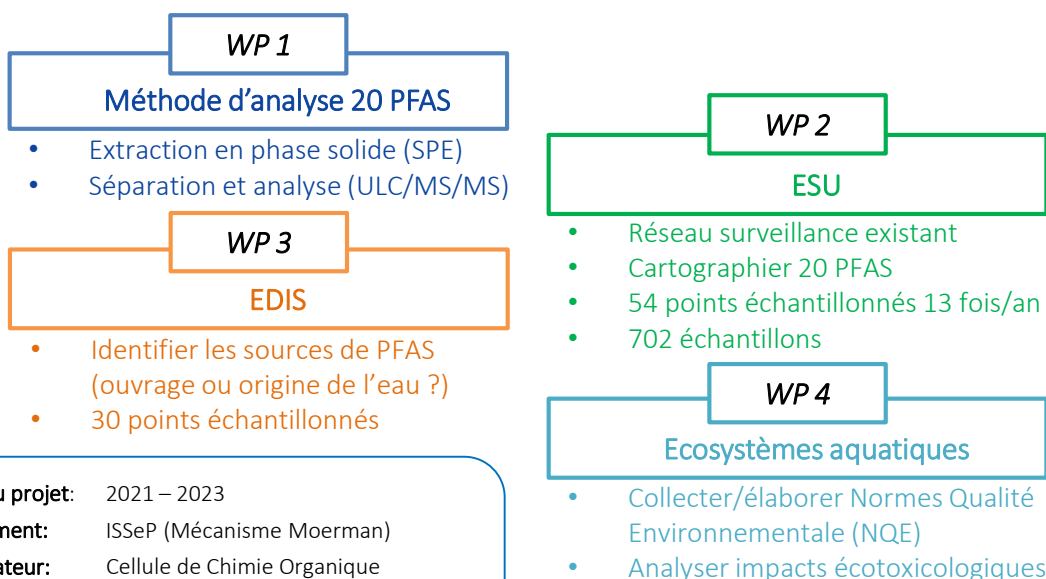 WP 1
Méthode d'analyse 20 PFAS
• Extraction en phase solide (SPE)
• Séparation et analyse (ULC/MS/MS)
WP 2
ESU
• Réseau surveillance existant
• Cartographier 20 PFAS
• 54 points échantillonnés 13 fois/an
• 702 échantillons
WP 3
EDIS
• Identifier les sources de PFAS
(ouvrage ou origine de l'eau ?)
• 30 points échantillonnés
WP 4
Ecosystèmes aquatiques
• Collecter/élaborer Normes Qualité
Environnementale (NQE)
• Analyser impacts écotoxicologiques
u projet: 2021 – 2023
ment: ISSeP (Mécanisme Moerman)
ateur: Cellule de Chimie Organique